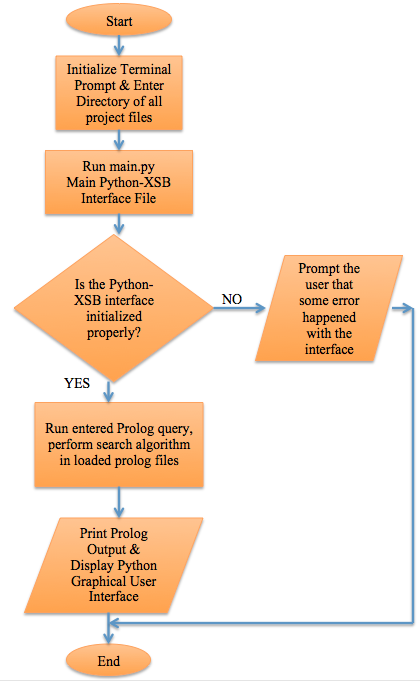 Start
Initialize Terminal
Prompt & Enter
Directory of all
project files
Run main.py
Main Python-XSB
Interface File
Is the Python-
XSB interface
initialized
properly?
NO
Prompt the
user that
some error
happened
with the
interface
YES
Run entered Prolog query,
perform search algorithm
in loaded prolog files
Print Prolog
Output &
Display Python
Graphical User
Interface
End